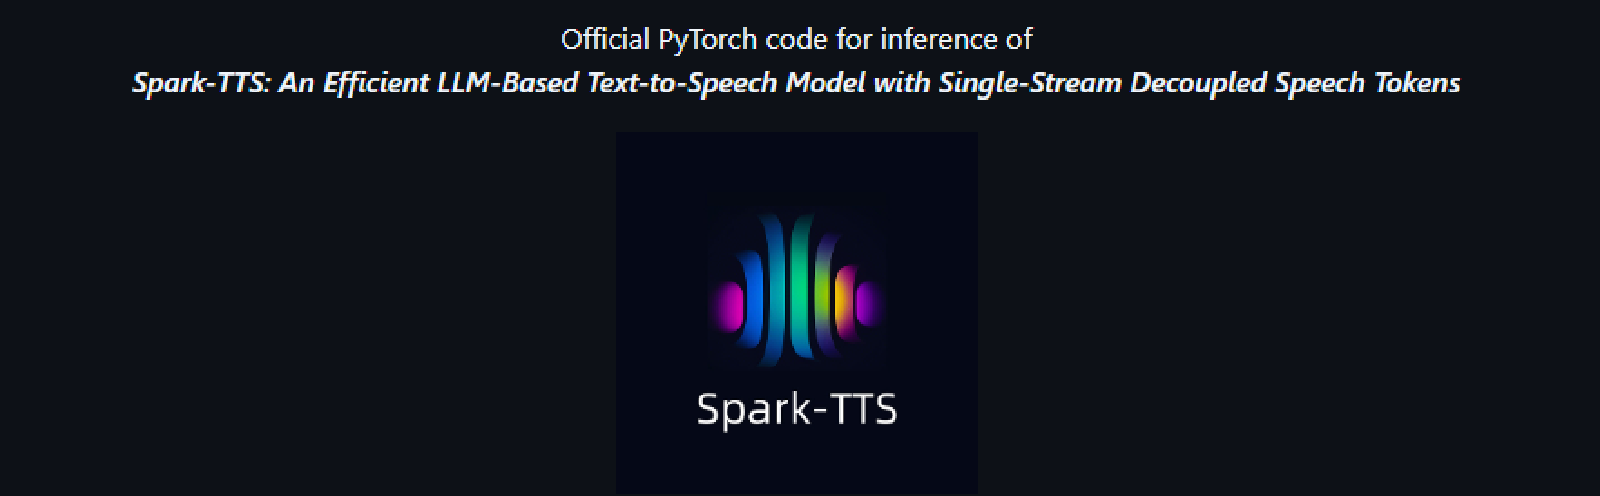 Official PyTorch code for inference of
Spark-TTS: An Efficient LLM-Based Text-to-Speech Model with Single-Stream Decoupled Speech Tokens
Spark-TTS